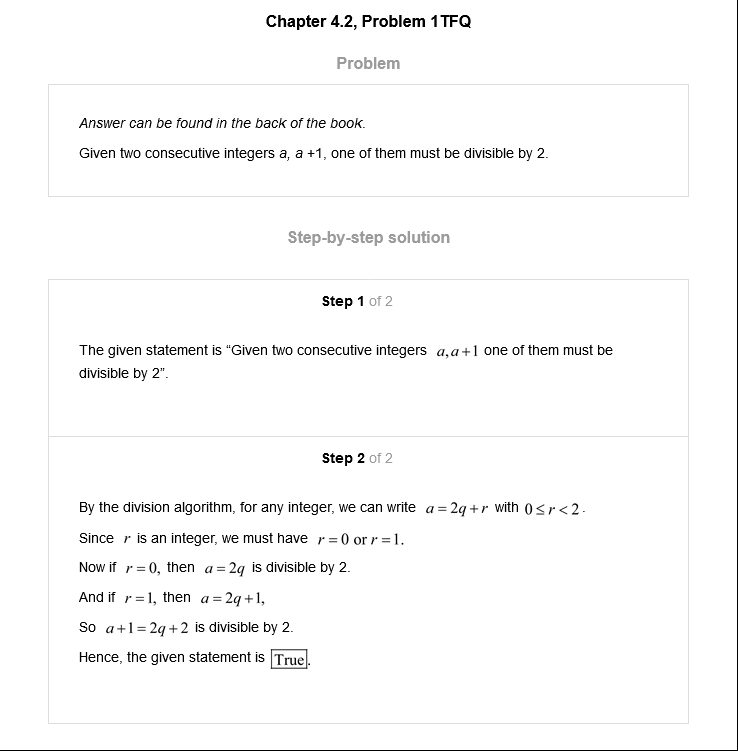 Chapter 4.2, Problem 1TFQ
Problem
Answer can be found in the back of the book.
Given two consecutive integers a, a +1, one of them must be divisible by 2.
Step-by-step solution
Step 1 of 2
The given statement is “Given two consecutive integers a, a+1 one of them must be
divisible by 2”.
Step 2 of 2
By the division algorithm, for any integer, we can write a = 2q + r with 0 ≤ r < 2.
Since r is an integer, we must have r = 0 or r = 1.
Now if r = 0, then a = 2q is divisible by 2.
And if r = 1, then a = 2q + 1,
So a + 1 = 2q + 2 is divisible by 2.
Hence, the given statement is True.